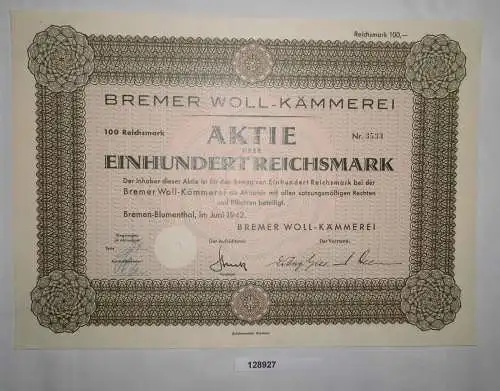 Reichsmark 100,—
BREMER WOLL-KÄMMEREI
100 Reichsmark
AKTIE
ÜBER
Nr. 3533
EINHUNDERT REICHSMARK
Der Inhaber dieser Aktie ist für den Betrag von Einhundert Reichsmark bei der
Bremer Woll-Kämmerei als Aktionär mit allen satzungsmäßigen Rechten
und Pflichten beteiligt.
Bremen-Blumenthal, im Juni 1942.
BREMER WOLL-KÄMMEREI
Der Aufsichtsrat:
Der Vorstand:
128927